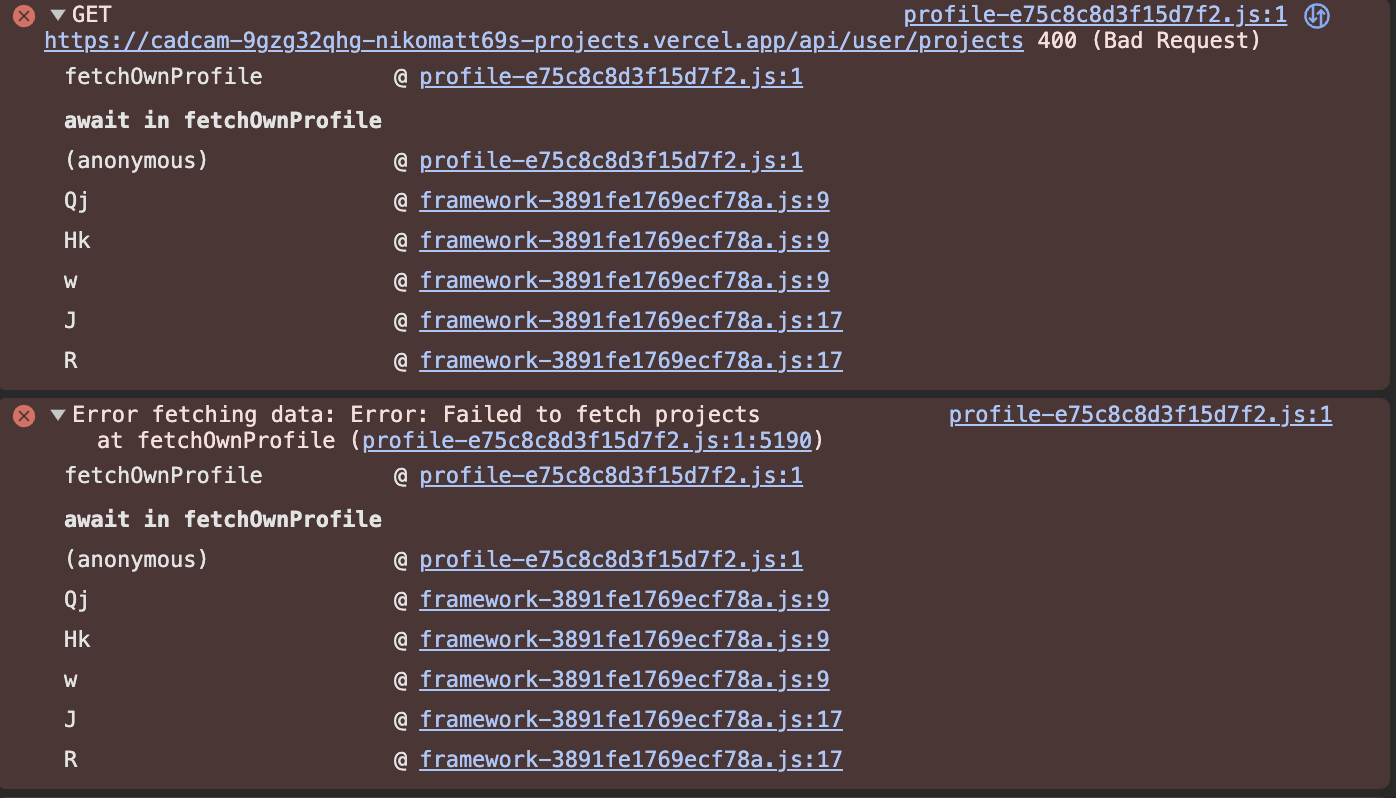 GET profile-e75c8c8d3f15d7f2.js:1
https://cadcam-9gzg32qhg-nikomatt69s-projects.vercel.app/api/user/projects 400 (Bad Request)
fetchOwnProfile @ profile-e75c8c8d3f15d7f2.js:1
await in fetchOwnProfile
(anonymous) @ profile-e75c8c8d3f15d7f2.js:1
Qj @ framework-3891fe1769ecf78a.js:9
Hk @ framework-3891fe1769ecf78a.js:9
w @ framework-3891fe1769ecf78a.js:9
J @ framework-3891fe1769ecf78a.js:17
R @ framework-3891fe1769ecf78a.js:17
Error fetching data: Error: Failed to fetch projects profile-e75c8c8d3f15d7f2.js:1
at fetchOwnProfile (profile-e75c8c8d3f15d7f2.js:1:5190)
fetchOwnProfile @ profile-e75c8c8d3f15d7f2.js:1
await in fetchOwnProfile
(anonymous) @ profile-e75c8c8d3f15d7f2.js:1
Qj @ framework-3891fe1769ecf78a.js:9
Hk @ framework-3891fe1769ecf78a.js:9
w @ framework-3891fe1769ecf78a.js:9
J @ framework-3891fe1769ecf78a.js:17
R @ framework-3891fe1769ecf78a.js:17